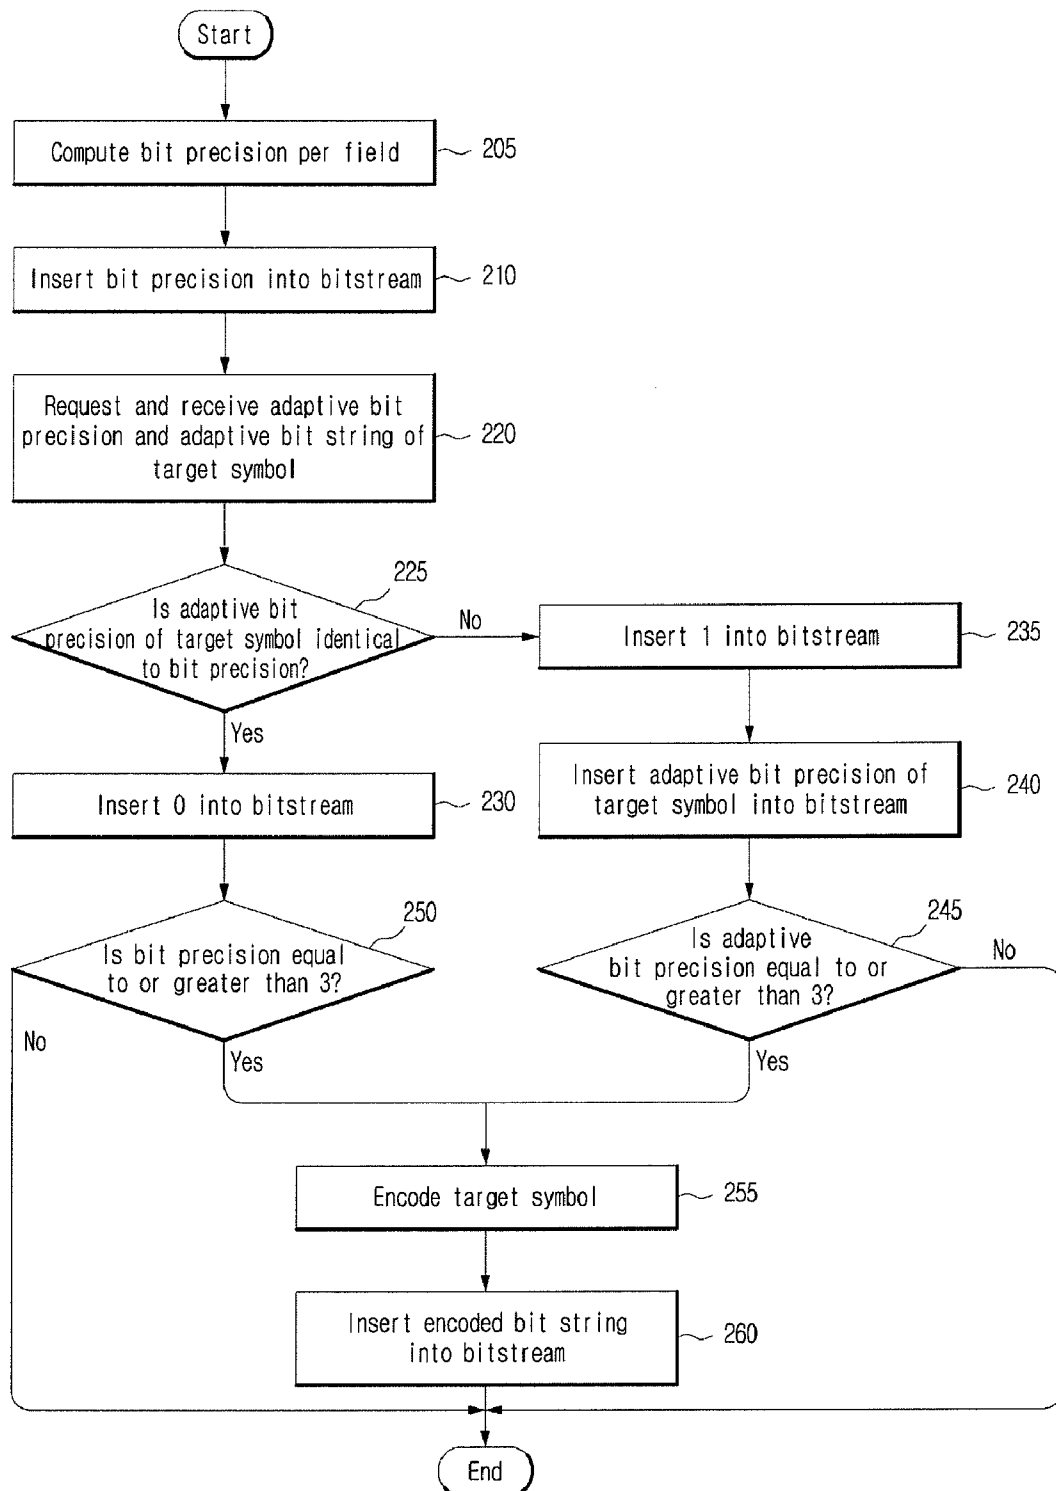 Start
Compute bit precision per field
205
Insert bit precision into bitstream
210
Request and receive adaptive bit
precision and adaptive bit string of
target symbol
220
225
Is adaptive bit
precision of target symbol identical
to bit precision?
No
Yes
Insert 1 into bitstream
235
Insert 0 into bitstream
230
Insert adaptive bit precision of
target symbol into bitstream
240
250
Is bit precision equal
to or greater than 3?
No
Yes
245
Is adaptive
bit precision equal to or
greater than 3?
No
Yes
Encode target symbol
255
Insert encoded bit string
into bitstream
260
End